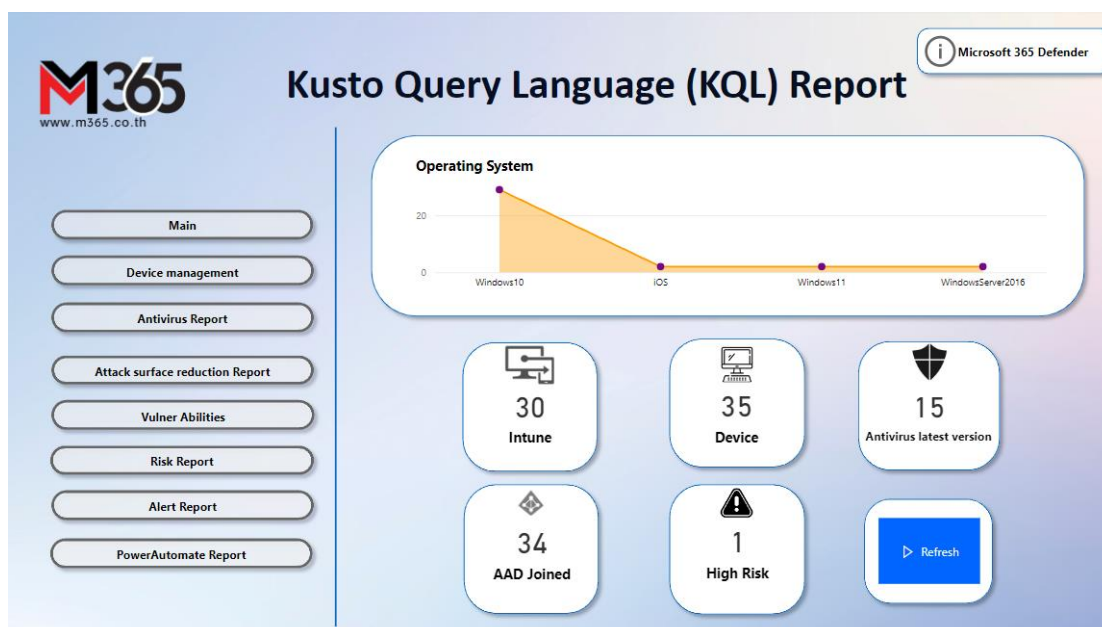 M365
www.m365.co.th
Kusto Query Language (KQL) Report
Microsoft 365 Defender
Main
Device management
Antivirus Report
Attack surface reduction Report
Vulner Abilities
Risk Report
Alert Report
PowerAutomate Report
Operating System
20
0
Windows10
iOS
Windows11
WindowsServer2016
30
Intune
35
Device
15
Antivirus latest version
34
AAD Joined
1
High Risk
Refresh